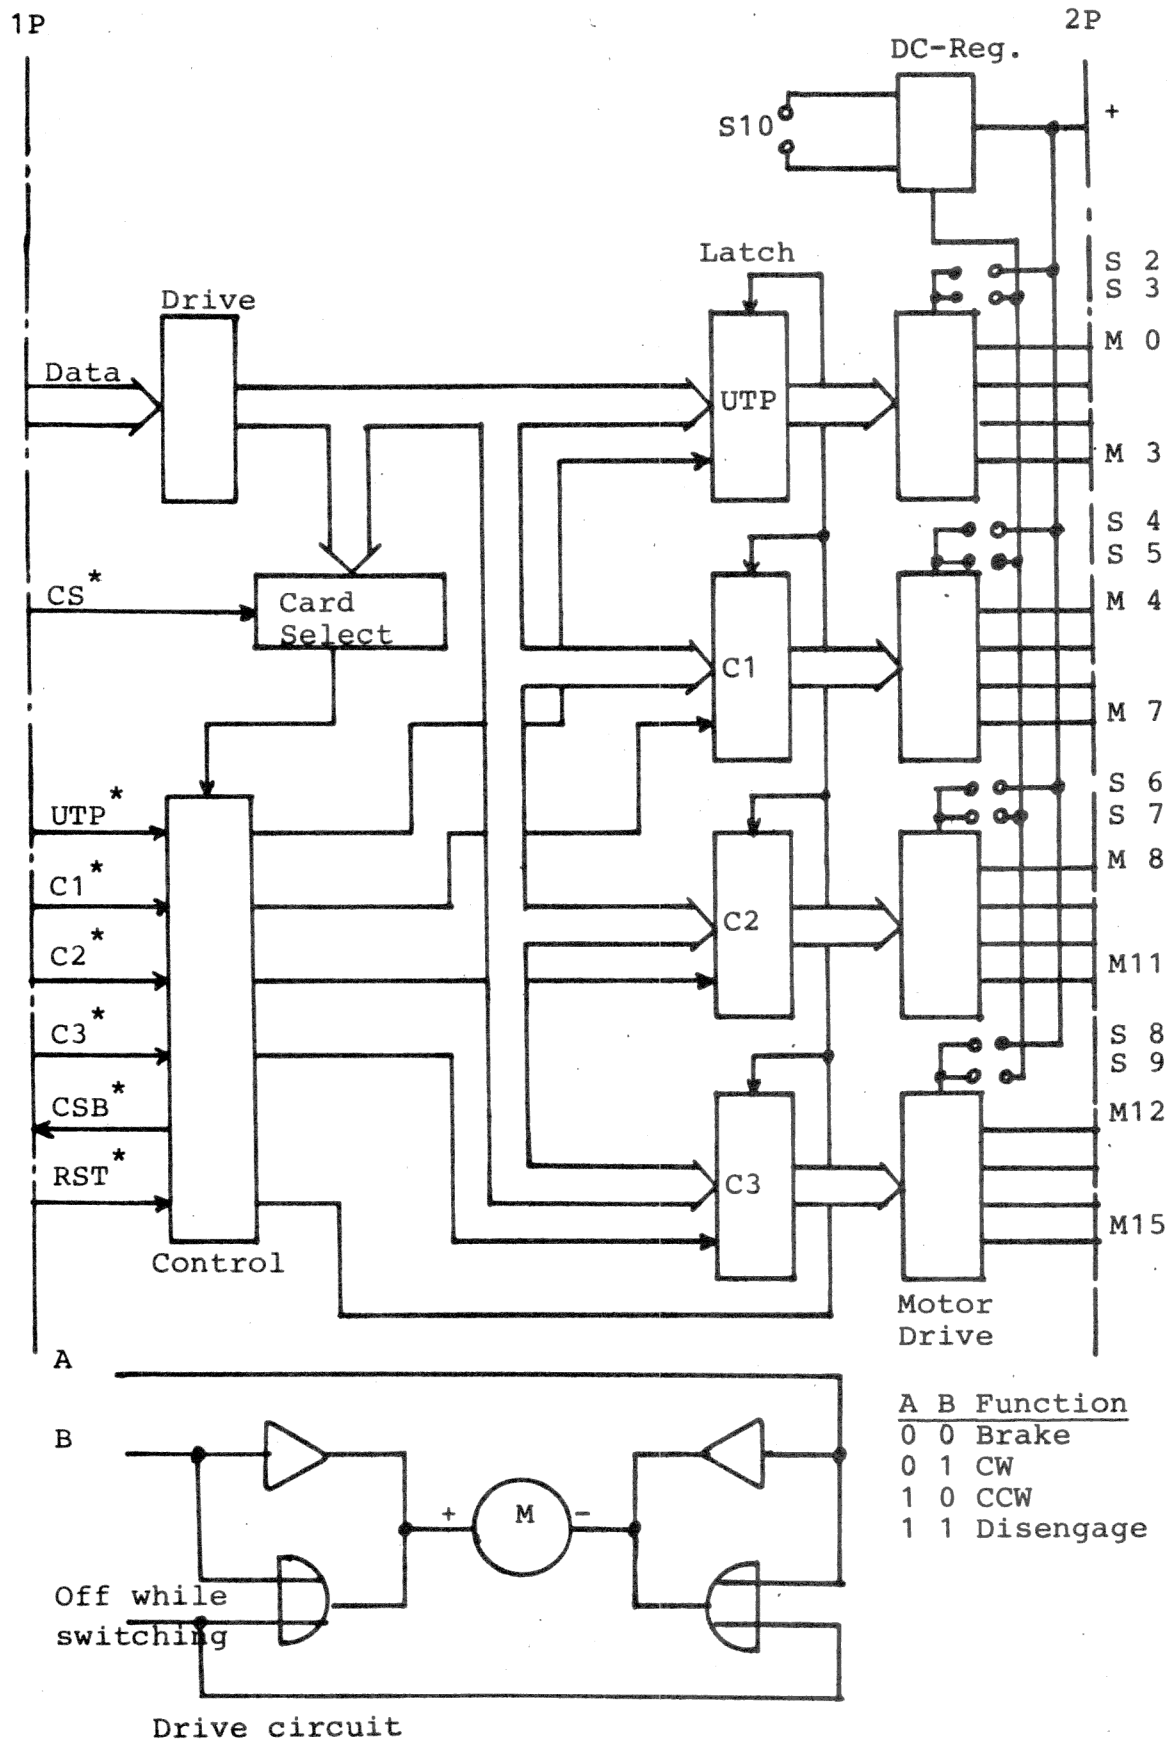 1P
2P
DC-Reg.
+
S10
Latch
S 2
S 3
Drive
M 0
Data
UTP
M 3
S 4
S 5
CS*
Card
Select
M 4
C1
M 7
S 6
S 7
UTP*
M 8
C1*
C2
C2*
M11
C3*
S 8
S 9
CSB*
M12
RST*
C3
M15
Control
Motor
Drive
A
A B Function
0 0 Brake
0 1 CW
1 0 CCW
1 1 Disengage
B
+ M -
Off while
switching
Drive circuit